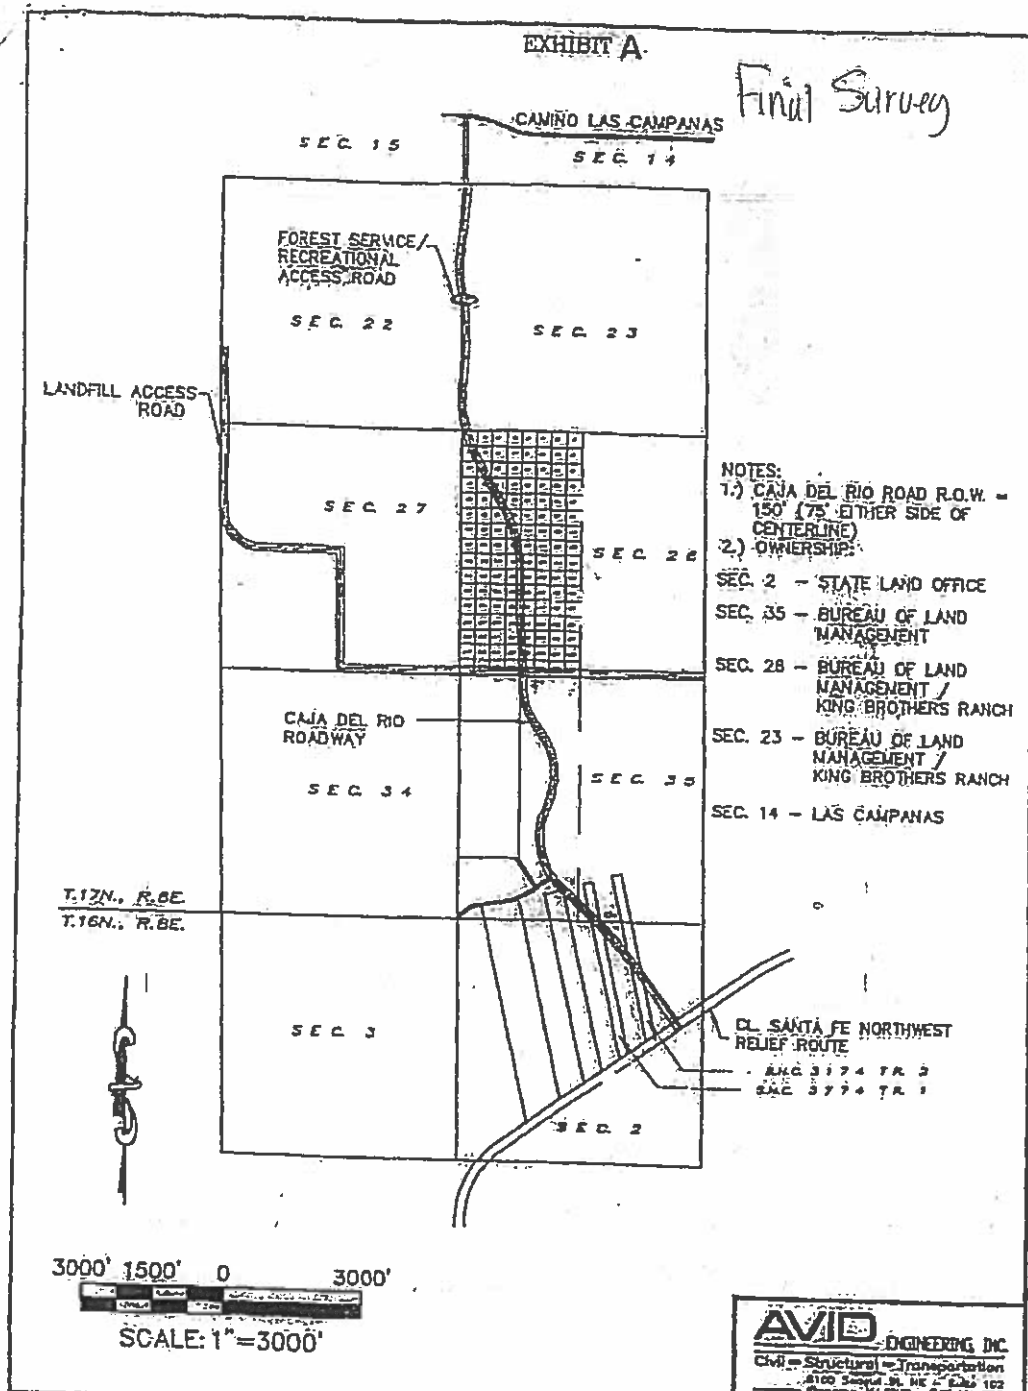 EXHIBIT A.
Final Survey
CAMINO LAS CAMPANAS
SEC. 15
SEC. 14
FOREST SERVICE/
RECREATIONAL
ACCESS ROAD
SEC. 22
SEC. 23
LANDFILL ACCESS
ROAD
SEC. 27
SEC. 26
NOTES:
1.) CAJA DEL RIO ROAD R.O.W. =
150' (75' EITHER SIDE OF
CENTERLINE)
2.) OWNERSHIP:
SEC. 2 - STATE LAND OFFICE
SEC. 35 - BUREAU OF LAND
MANAGEMENT
SEC. 26 - BUREAU OF LAND
MANAGEMENT /
KING BROTHERS RANCH
SEC. 23 - BUREAU OF LAND
MANAGEMENT /
KING BROTHERS RANCH
SEC. 14 - LAS CAMPANAS
CAJA DEL RIO
ROADWAY
SEC. 34
SEC. 35
T.17N., R.8E.
T.16N., R.8E.
SEC. 3
CL SANTA FE NORTHWEST
RELIEF ROUTE
3174 TR. 2
TR. 1
SEC. 2
3000' 1500' 0 3000'
SCALE: 1"=3000'
AVID ENGINEERING, INC.
Civil - Structural - Transportation